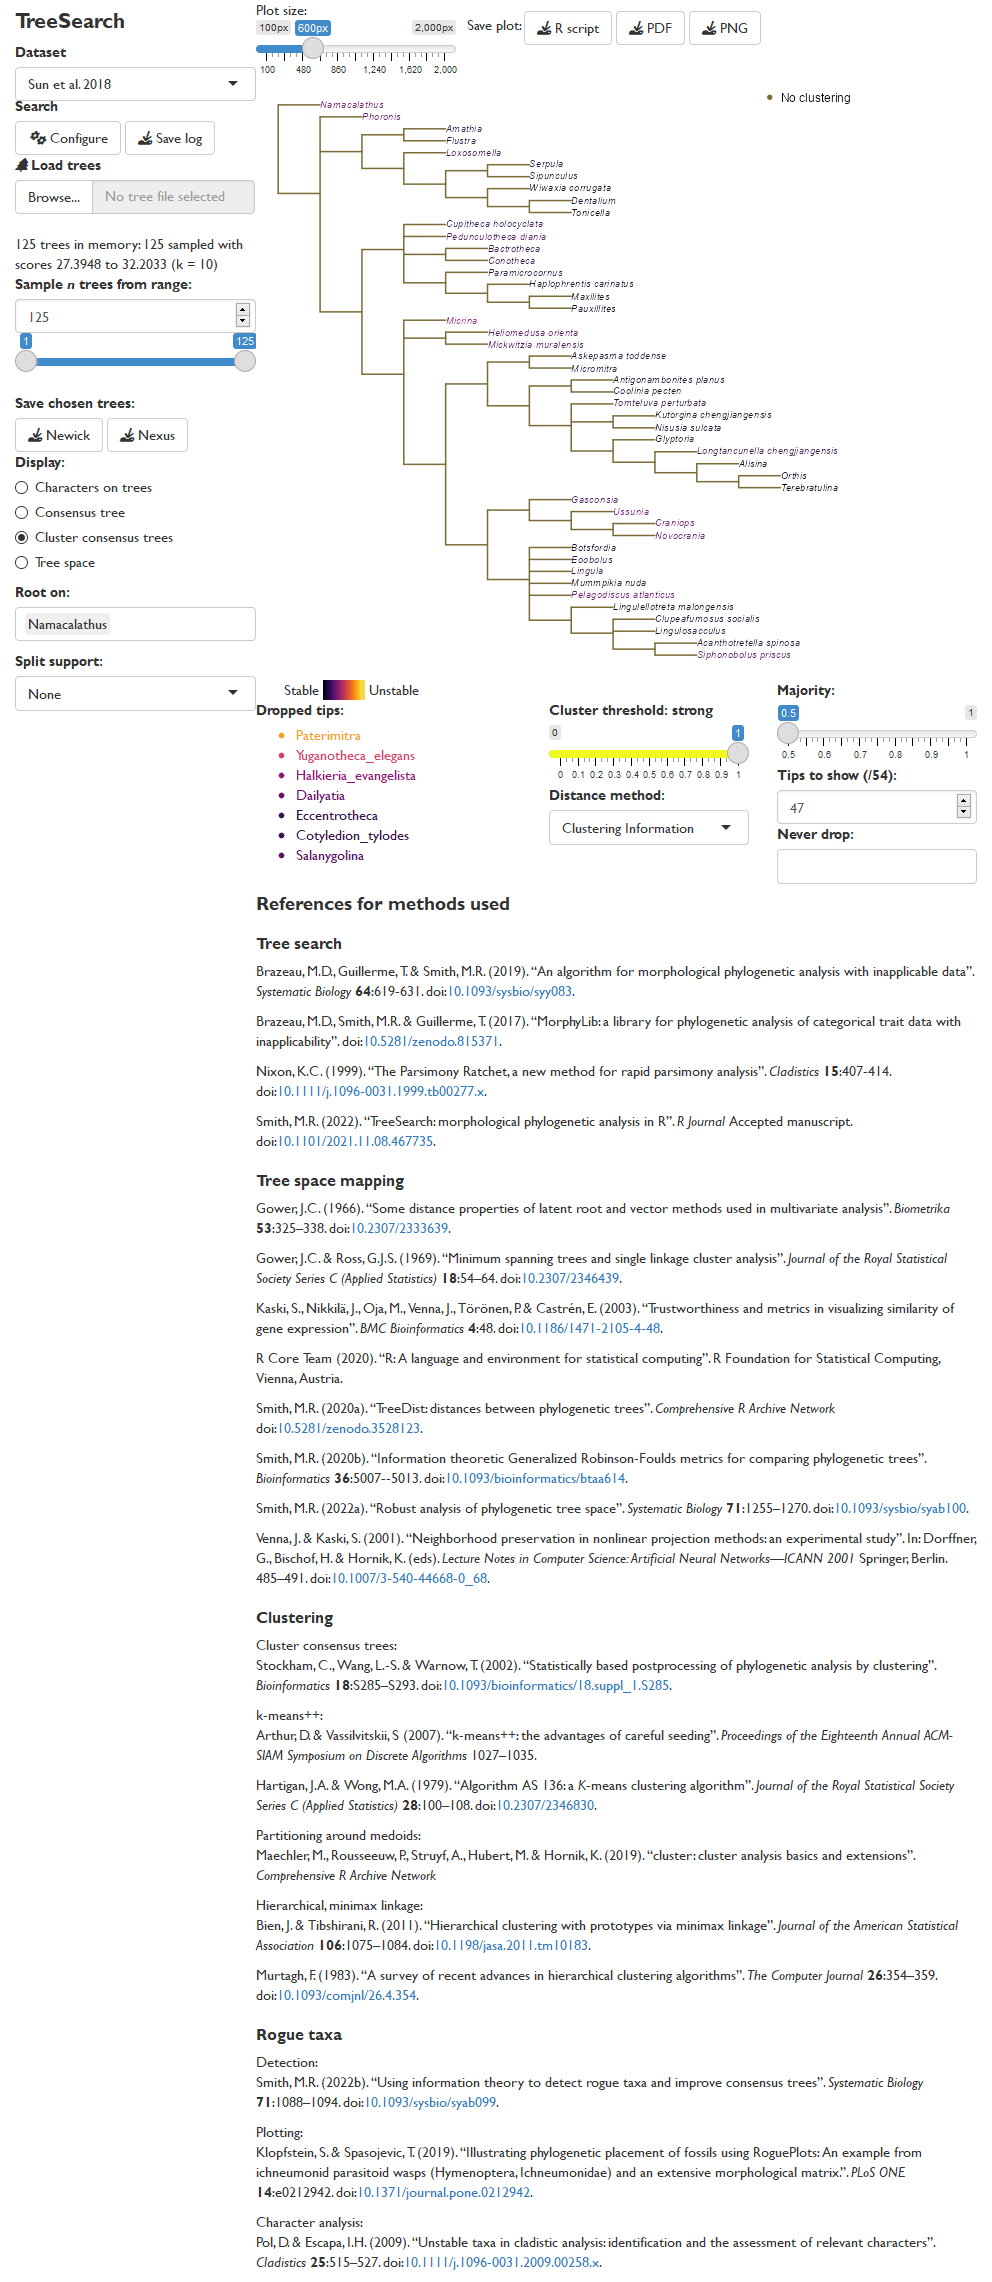 TreeSearch
Dataset
Sun et al. 2018
Search
Configure
Save log
Load trees
Browse...
No tree file selected
125 trees in memory: 125 sampled with
scores 27.3948 to 32.2033 (k = 10)
Sample n trees from range:
125
1
125
Save chosen trees:
Newick
Nexus
Display:
Characters on trees
Consensus tree
Cluster consensus trees
Tree space
Root on:
Namacalathus
Split support:
None
Plot size:
100px
600px
2,000px
100 480 860 1,240 1,620 2,000
Save plot:
R script
PDF
PNG
No clustering
Namacalathus
Phoronis
Amathia
Flustra
Loxosomella
Serpula
Sipunculus
Wiwaxia corrugata
Dentalium
Tonicella
Cupitheca holocyclata
Pedunculotheca diania
Bactrotheca
Conotheca
Paramicrocornus
Haplophrentis carinatus
Maxilites
Pauxillites
Micrina
Heliomedusa orienta
Mickwitzia muralensis
Askepasma toddense
Micromitra
Antigonambonites planus
Coolinia pecten
Tomteluva perturbata
Kutorgina chengjiangensis
Nisusia sulcata
Glyptoria
Longtancunella chengjiangensis
Alisina
Orthis
Terebratulina
Gasconsia
Ussunia
Craniops
Novocrania
Botsfordia
Eoobolus
Lingula
Mummpikia nuda
Pelagodiscus atlanticus
Lingulellotreta malongensis
Clupeafumosus socialis
Lingulosacculus
Acanthotretella spinosa
Siphonobolus priscus
Stable
Unstable
Dropped tips:
Paterimitra
Yuganotheca_elegans
Halkieria_evangelista
Dailyatia
Eccentrotheca
Cotyledion_tylodes
Salanygolina
Cluster threshold: strong
0
1
0 0.1 0.2 0.3 0.4 0.5 0.6 0.7 0.8 0.9 1
Distance method:
Clustering Information
Majority:
0.5
1
0.5 0.6 0.7 0.8 0.9 1
Tips to show (/54):
47
Never drop:
References for methods used
Tree search
Brazeau, M.D., Guillerme, T. & Smith, M.R. (2019). “An algorithm for morphological phylogenetic analysis with inapplicable data”.
Systematic Biology 64:619-631. doi:10.1093/sysbio/syy083.
Brazeau, M.D., Smith, M.R. & Guillerme, T. (2017). “MorphyLib: a library for phylogenetic analysis of categorical trait data with
inapplicability”. doi:10.5281/zenodo.815371.
Nixon, K.C. (1999). “The Parsimony Ratchet, a new method for rapid parsimony analysis”. Cladistics 15:407-414.
doi:10.1111/j.1096-0031.1999.tb00277.x.
Smith, M.R. (2022). “TreeSearch: morphological phylogenetic analysis in R”. R Journal Accepted manuscript.
doi:10.1101/2021.11.08.467735.
Tree space mapping
Gower, J.C. (1966). “Some distance properties of latent root and vector methods used in multivariate analysis”. Biometrika
53:325–338. doi:10.2307/2333639.
Gower, J.C. & Ross, G.J.S. (1969). “Minimum spanning trees and single linkage cluster analysis”. Journal of the Royal Statistical
Society Series C (Applied Statistics) 18:54–64. doi:10.2307/2346439.
Kaski, S., Nikkilä, J., Oja, M., Venna, J., Törönen, P. & Castrén, E. (2003). “Trustworthiness and metrics in visualizing similarity of
gene expression”. BMC Bioinformatics 4:48. doi:10.1186/1471-2105-4-48.
R Core Team (2020). “R: A language and environment for statistical computing”. R Foundation for Statistical Computing,
Vienna, Austria.
Smith, M.R. (2020a). “TreeDist: distances between phylogenetic trees”. Comprehensive R Archive Network
doi:10.5281/zenodo.3528123.
Smith, M.R. (2020b). “Information theoretic Generalized Robinson-Foulds metrics for comparing phylogenetic trees”.
Bioinformatics 36:5007--5013. doi:10.1093/bioinformatics/btaa614.
Smith, M.R. (2022a). “Robust analysis of phylogenetic tree space”. Systematic Biology 71:1255–1270. doi:10.1093/sysbio/syab100.
Venna, J. & Kaski, S. (2001). “Neighborhood preservation in nonlinear projection methods: an experimental study”. In: Dorffner,
G., Bischof, H. & Hornik, K. (eds). Lecture Notes in Computer Science: Artificial Neural Networks—ICANN 2001 Springer, Berlin.
485–491. doi:10.1007/3-540-44668-0_68.
Clustering
Cluster consensus trees:
Stockham, C., Wang, L.-S. & Warnow, T. (2002). “Statistically based postprocessing of phylogenetic analysis by clustering”.
Bioinformatics 18:S285–S293. doi:10.1093/bioinformatics/18.suppl_1.S285.
k-means++:
Arthur, D. & Vassilvitskii, S (2007). “k-means++: the advantages of careful seeding”. Proceedings of the Eighteenth Annual ACM-
SIAM Symposium on Discrete Algorithms 1027–1035.
Hartigan, J.A. & Wong, M.A. (1979). “Algorithm AS 136: a K-means clustering algorithm”. Journal of the Royal Statistical Society
Series C (Applied Statistics) 28:100–108. doi:10.2307/2346830.
Partitioning around medoids:
Maechler, M., Rousseeuw, P., Struyf, A., Hubert, M. & Hornik, K. (2019). “cluster: cluster analysis basics and extensions”.
Comprehensive R Archive Network
Hierarchical, minimax linkage:
Bien, J. & Tibshirani, R. (2011). “Hierarchical clustering with prototypes via minimax linkage”. Journal of the American Statistical
Association 106:1075–1084. doi:10.1198/jasa.2011.tm10183.
Murtagh, F. (1983). “A survey of recent advances in hierarchical clustering algorithms”. The Computer Journal 26:354–359.
doi:10.1093/comjnl/26.4.354.
Rogue taxa
Detection:
Smith, M.R. (2022b). “Using information theory to detect rogue taxa and improve consensus trees”. Systematic Biology
71:1088–1094. doi:10.1093/sysbio/syab099.
Plotting:
Klopfstein, S. & Spasojevic, T. (2019). “Illustrating phylogenetic placement of fossils using RoguePlots: An example from
ichneumonid parasitoid wasps (Hymenoptera, Ichneumonidae) and an extensive morphological matrix.”. PLoS ONE
14:e0212942. doi:10.1371/journal.pone.0212942.
Character analysis:
Pol, D. & Escapa, I.H. (2009). “Unstable taxa in cladistic analysis: identification and the assessment of relevant characters”.
Cladistics 25:515–527. doi:10.1111/j.1096-0031.2009.00258.x.